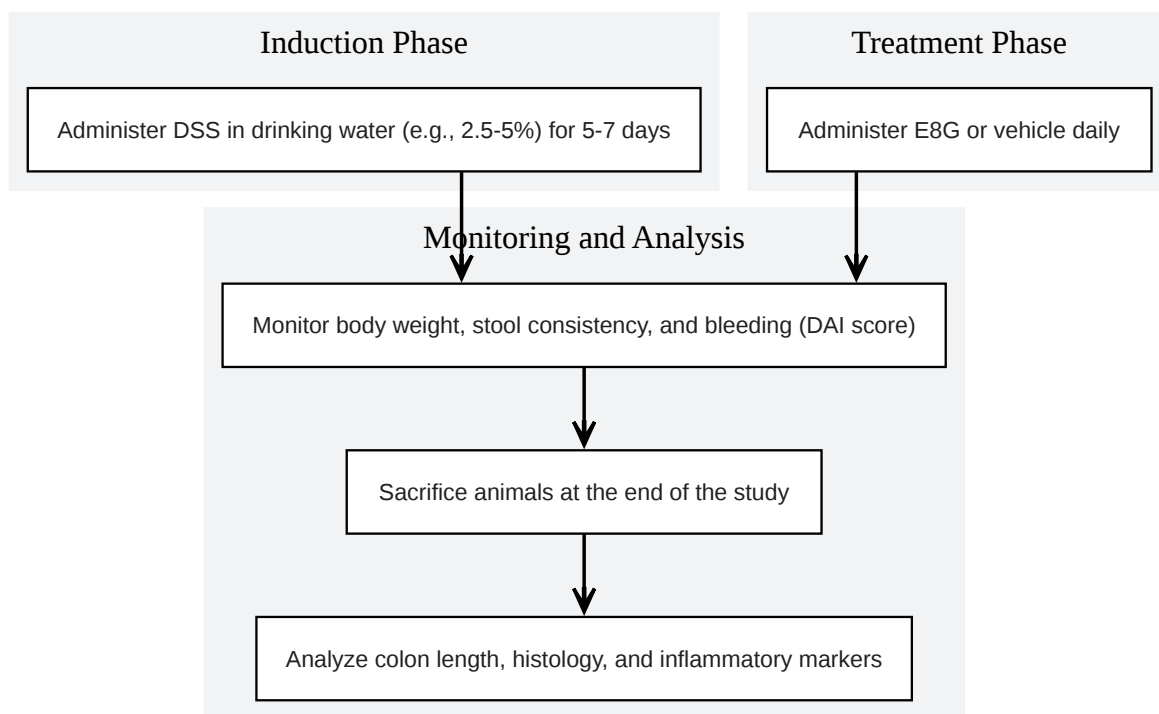 Induction Phase
Treatment Phase
Administer DSS in drinking water (e.g., 2.5-5%) for 5-7 days
Administer E8G or vehicle daily
Monitoring and Analysis
Monitor body weight, stool consistency, and bleeding (DAI score)
Sacrifice animals at the end of the study
Analyze colon length, histology, and inflammatory markers